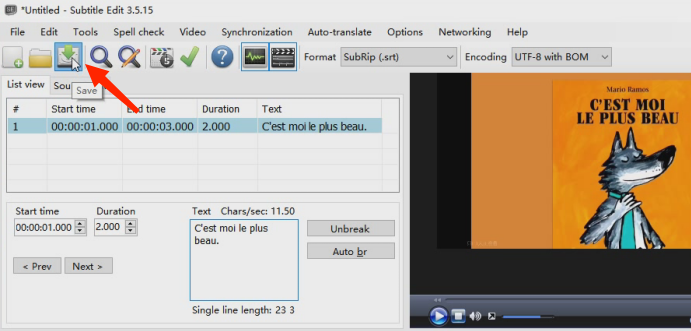 *Untitled - Subtitle Edit 3.5.15
File Edit Tools Spell check Video Synchronization Auto-translate Options Networking Help
Format SubRip (.srt) Encoding UTF-8 with BOM
List view Sou
Save
# Start time End time Duration Text
1 00:00:01.000 00:00:03.000 2.000 C'est moi le plus beau.
Start time Duration
00:00:01.000 2.000
< Prev Next >
Text Chars/sec: 11.50
C'est moi le plus
beau.
Single line length: 23 3
Unbreak
Auto br
Mario Ramos
C'EST MOI
LE PLUS BEAU